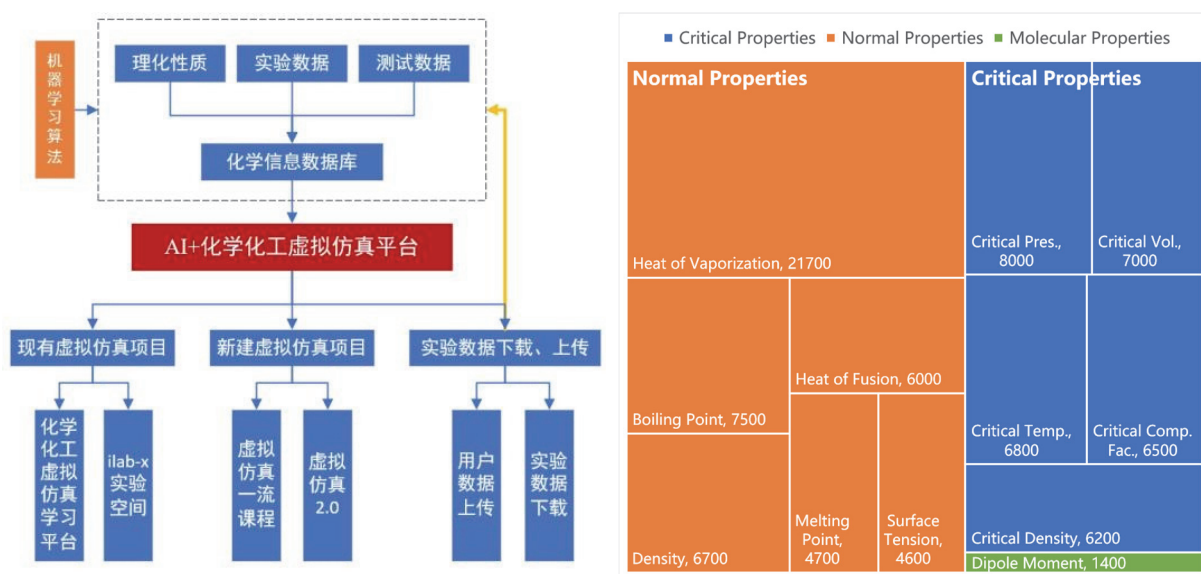 机器学习算法
理化性质
实验数据
测试数据
化学信息数据库
AI+化学化工虚拟仿真平台
现有虚拟仿真项目
新建虚拟仿真项目
实验数据下载、上传
化学
化工
虚拟
仿真
学习
平台
ilab-x
实验
空间
虚拟
仿真
一流
课程
虚拟
仿真
2.0
用户
数据
上传
实验
数据
下载
Critical Properties
Normal Properties
Molecular Properties
Normal Properties
Heat of Vaporization, 21700
Boiling Point, 7500
Heat of Fusion, 6000
Density, 6700
Melting
Point,
4700
Surface
Tension,
4600
Critical Properties
Critical Pres.,
8000
Critical Vol.,
7000
Critical Temp.,
6800
Critical Comp.
Fac., 6500
Critical Density, 6200
Dipole Moment, 1400